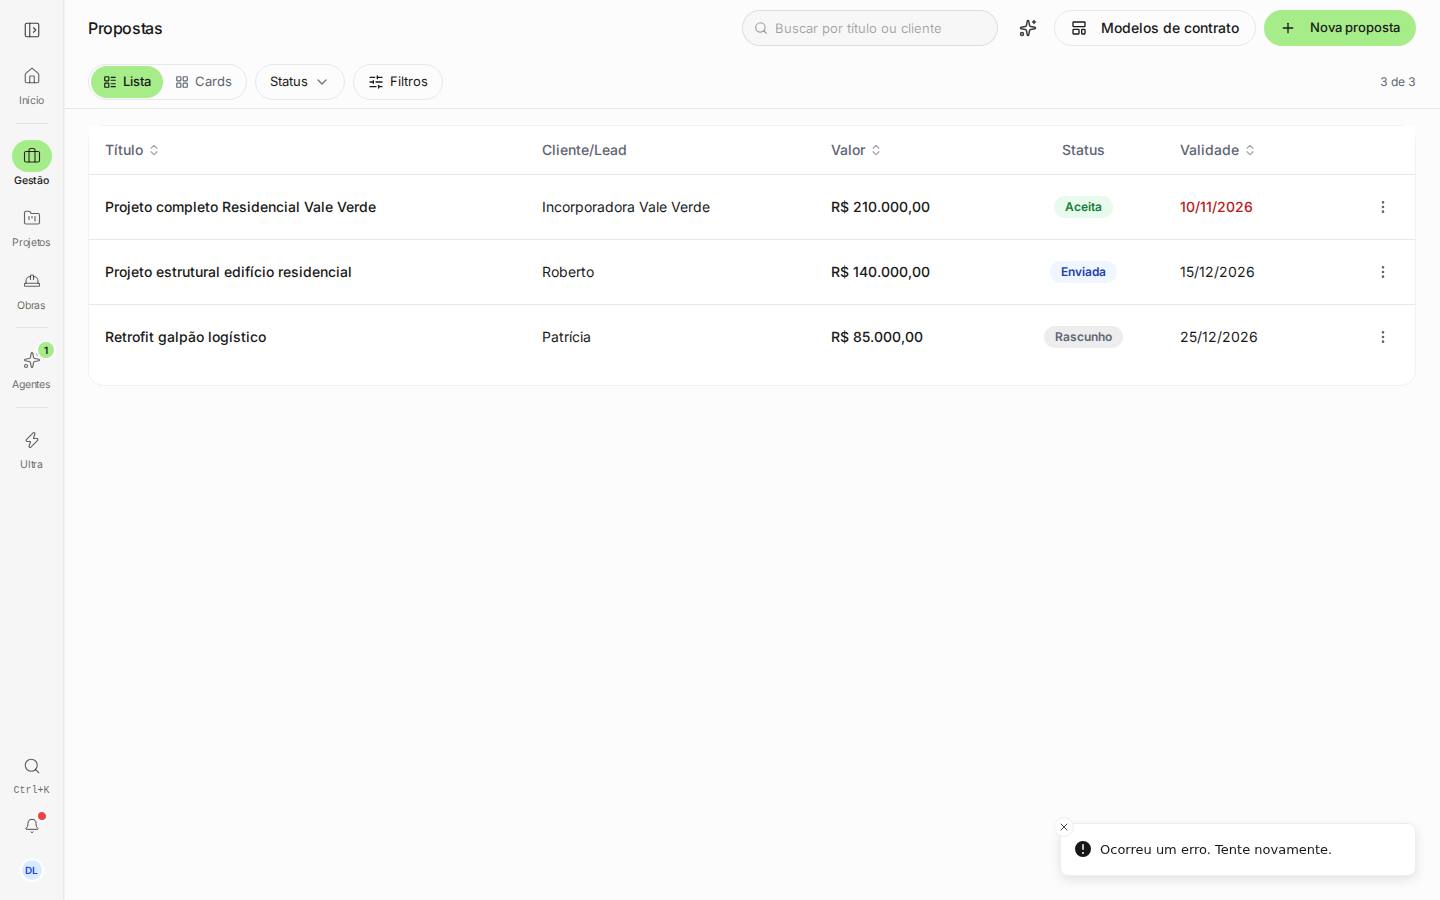 Propostas
Buscar por título ou cliente
Modelos de contrato
Nova proposta
Lista
Cards
Status
Filtros
3 de 3
Início
Gestão
Projetos
Obras
1
Agentes
Ultra
Ctrl+K
DL
Título
Cliente/Lead
Valor
Status
Validade
Projeto completo Residencial Vale Verde
Incorporadora Vale Verde
R$ 210.000,00
Aceita
10/11/2026
Projeto estrutural edifício residencial
Roberto
R$ 140.000,00
Enviada
15/12/2026
Retrofit galpão logístico
Patrícia
R$ 85.000,00
Rascunho
25/12/2026
Ocorreu um erro. Tente novamente.